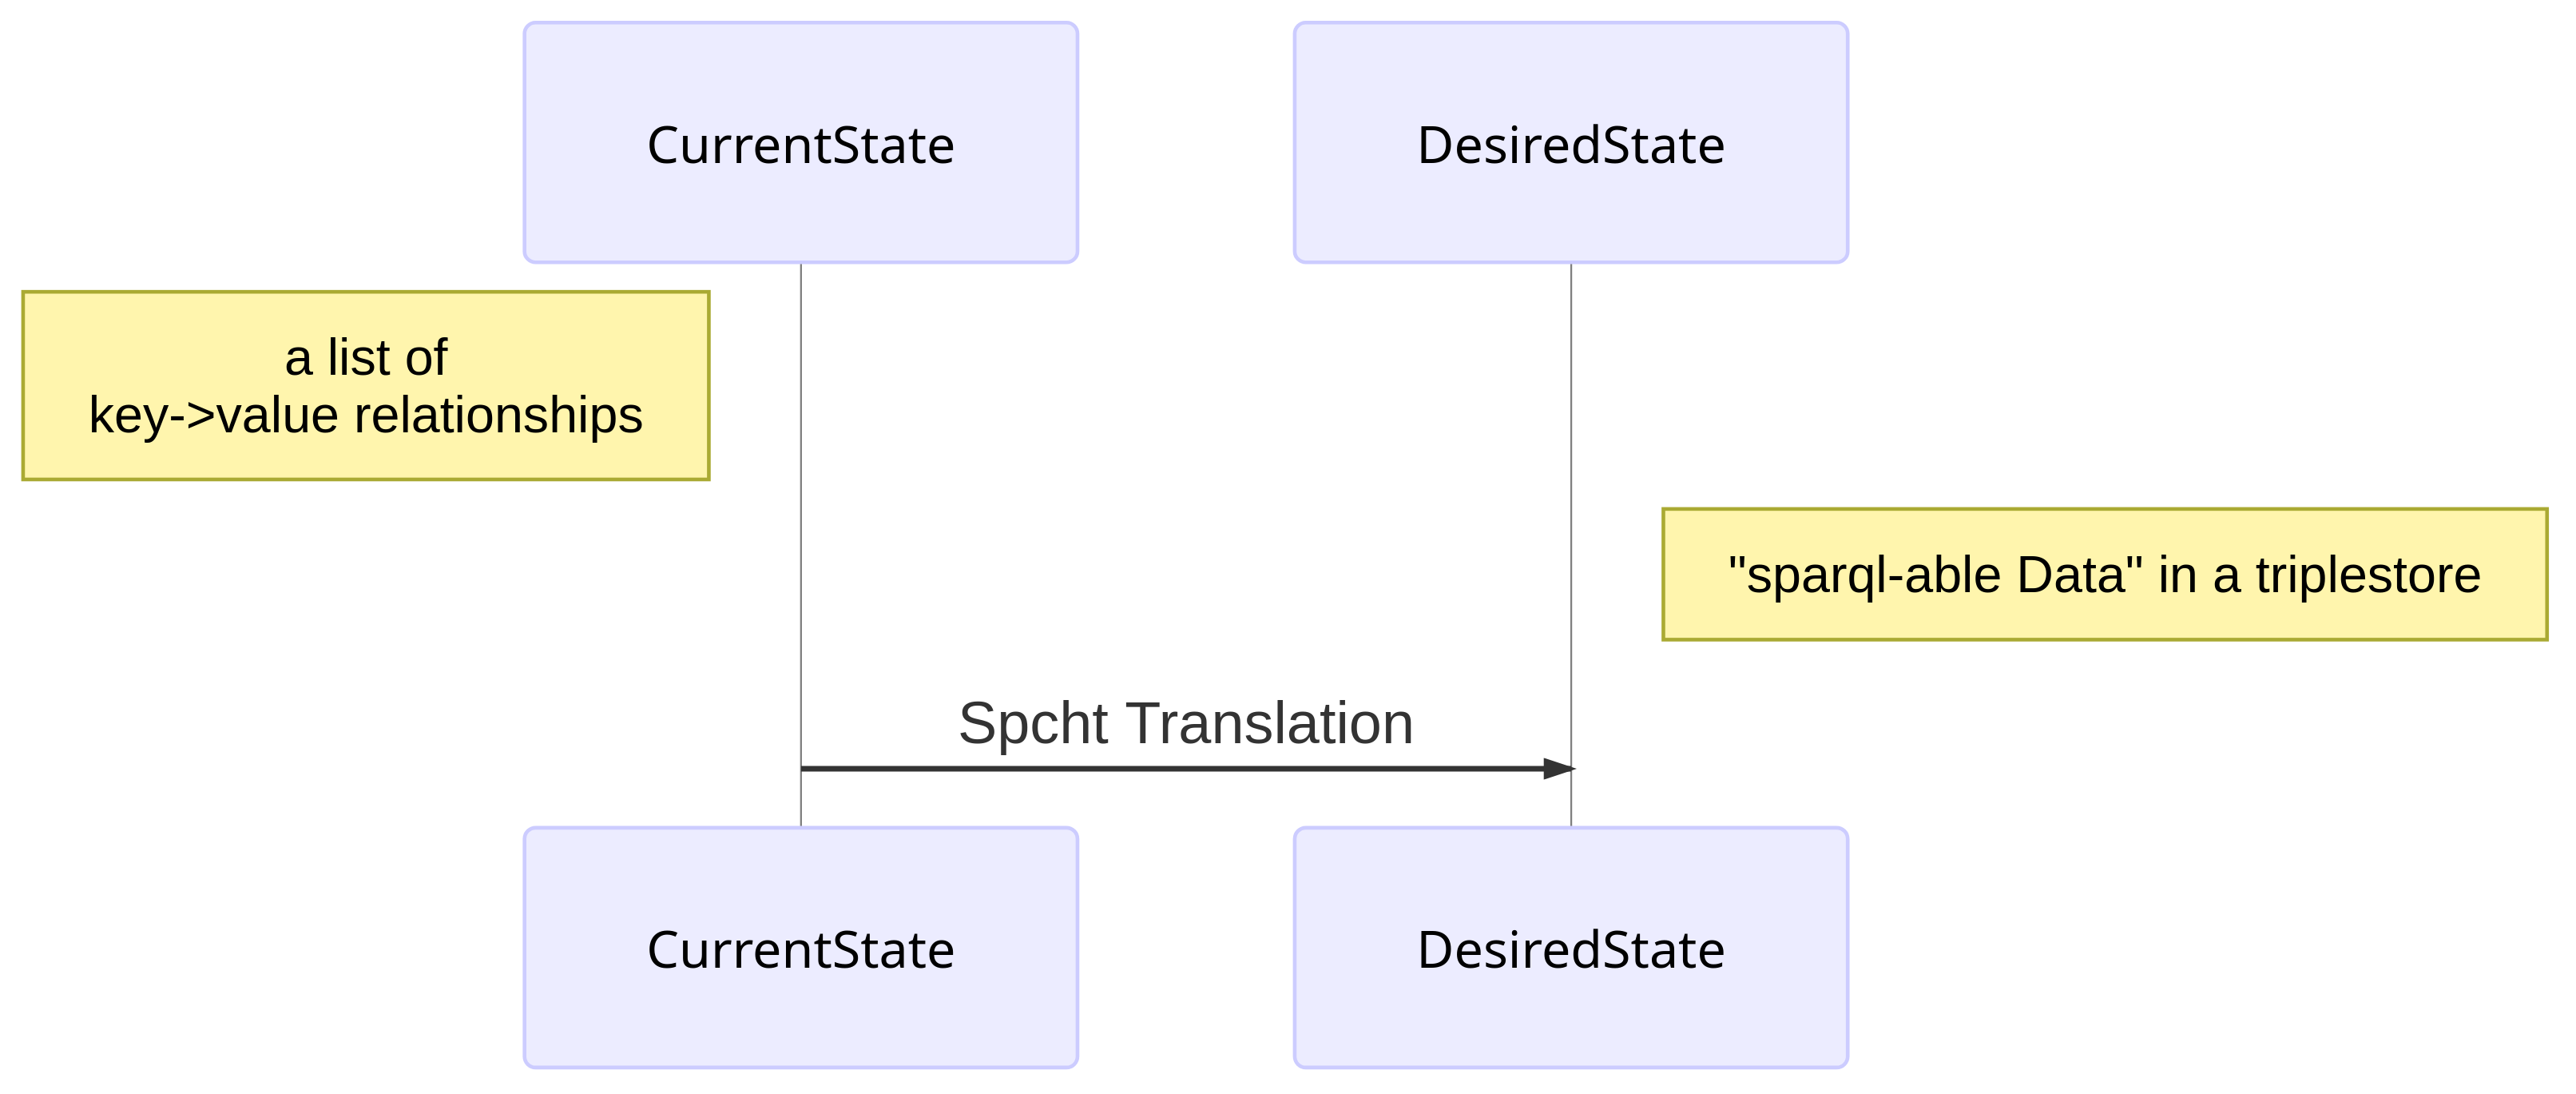 CurrentState
DesiredState
a list of
key->value relationships
"sparql-able Data" in a triplestore
Spcht Translation
CurrentState
DesiredState